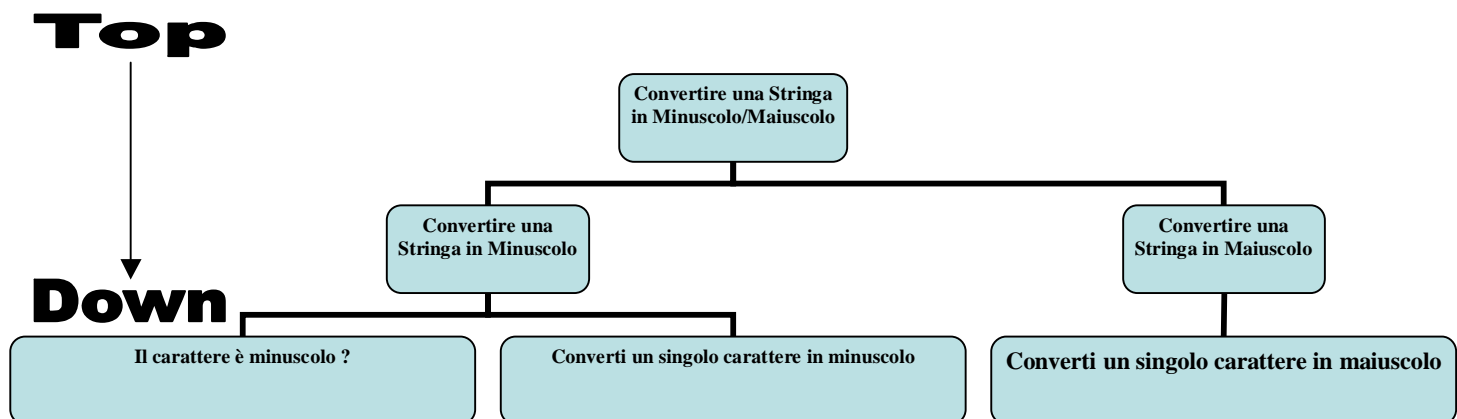 Top
Convertire una Stringa
in Minuscolo/Maiuscolo
Convertire una
Stringa in Minuscolo
Convertire una
Stringa in Maiuscolo
Down
Il carattere è minuscolo ?
Converti un singolo carattere in minuscolo
Converti un singolo carattere in maiuscolo